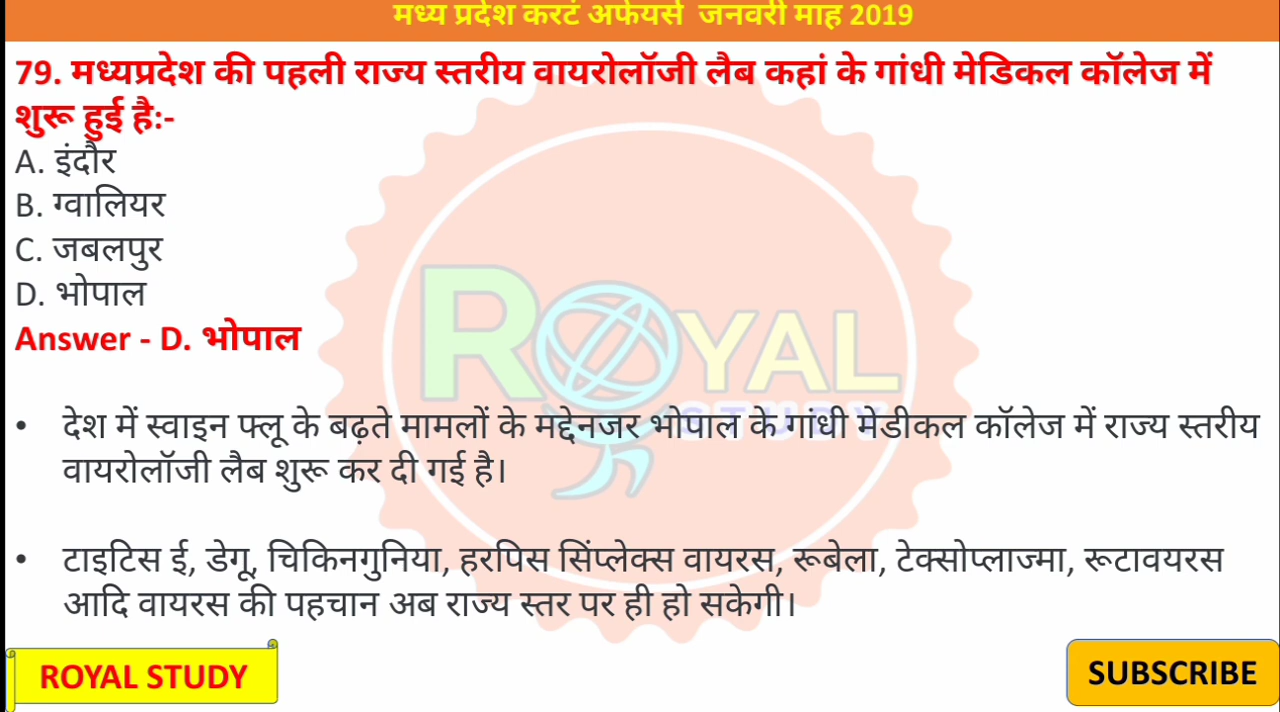 मध्य प्रदेश करटं अफेयर्स जनवरी माह 2019
79. मध्यप्रदेश की पहली राज्य स्तरीय वायरोलॉजी लैब कहां के गांधी मेडिकल कॉलेज में
शुरू हुई है:-
A. इंदौर
B. ग्वालियर
C. जबलपुर
D. भोपाल
Answer - D. भोपाल
• देश में स्वाइन फ्लू के बढ़ते मामलों के मद्देनजर भोपाल के गांधी मेडीकल कॉलेज में राज्य स्तरीय
वायरोलॉजी लैब शुरू कर दी गई है।
• टाइटिस ई, डेगू, चिकिनगुनिया, हरपिस सिंप्लेक्स वायरस, रूबेला, टेक्सोप्लाज्मा, रूटावयरस
आदि वायरस की पहचान अब राज्य स्तर पर ही हो सकेगी।
ROYAL
STUDY
ROYAL STUDY
SUBSCRIBE